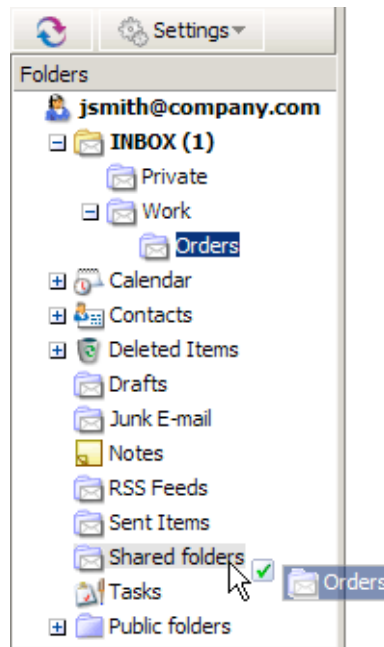 Settings
Folders
jsmith@company.com
INBOX (1)
Private
Work
Orders
Calendar
Contacts
Deleted Items
Drafts
Junk E-mail
Notes
RSS Feeds
Sent Items
Shared folders
Orders
Tasks
Public folders